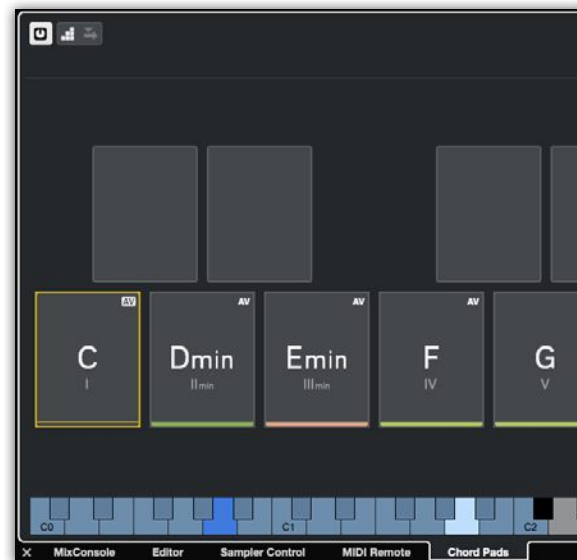 AV AV AV AV
C Dmin Emin F G
I IImin IIImin IV V
C0 C1 C2
MixConsole Editor Sampler Control MIDI Remote Chord Pads